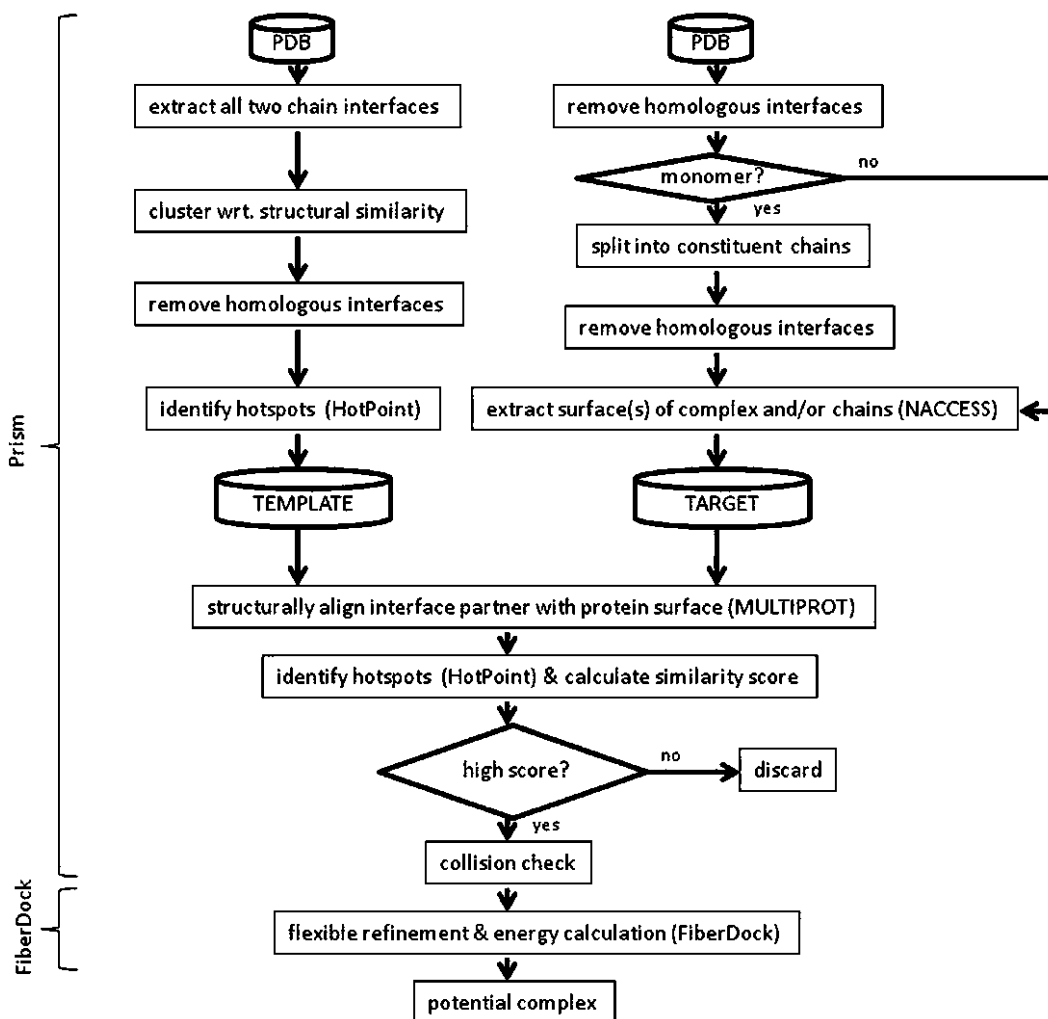 PDB
PDB
extract all two chain interfaces
remove homologous interfaces
monomer?
no
yes
cluster wrt. structural similarity
split into constituent chains
remove homologous interfaces
remove homologous interfaces
identify hotspots (HotPoint)
extract surface(s) of complex and/or chains (NACCESS)
Prism
TEMPLATE
TARGET
structurally align interface partner with protein surface (MULTIPROT)
identify hotspots (HotPoint) & calculate similarity score
high score?
no
discard
yes
collision check
FiberDock
flexible refinement & energy calculation (FiberDock)
potential complex